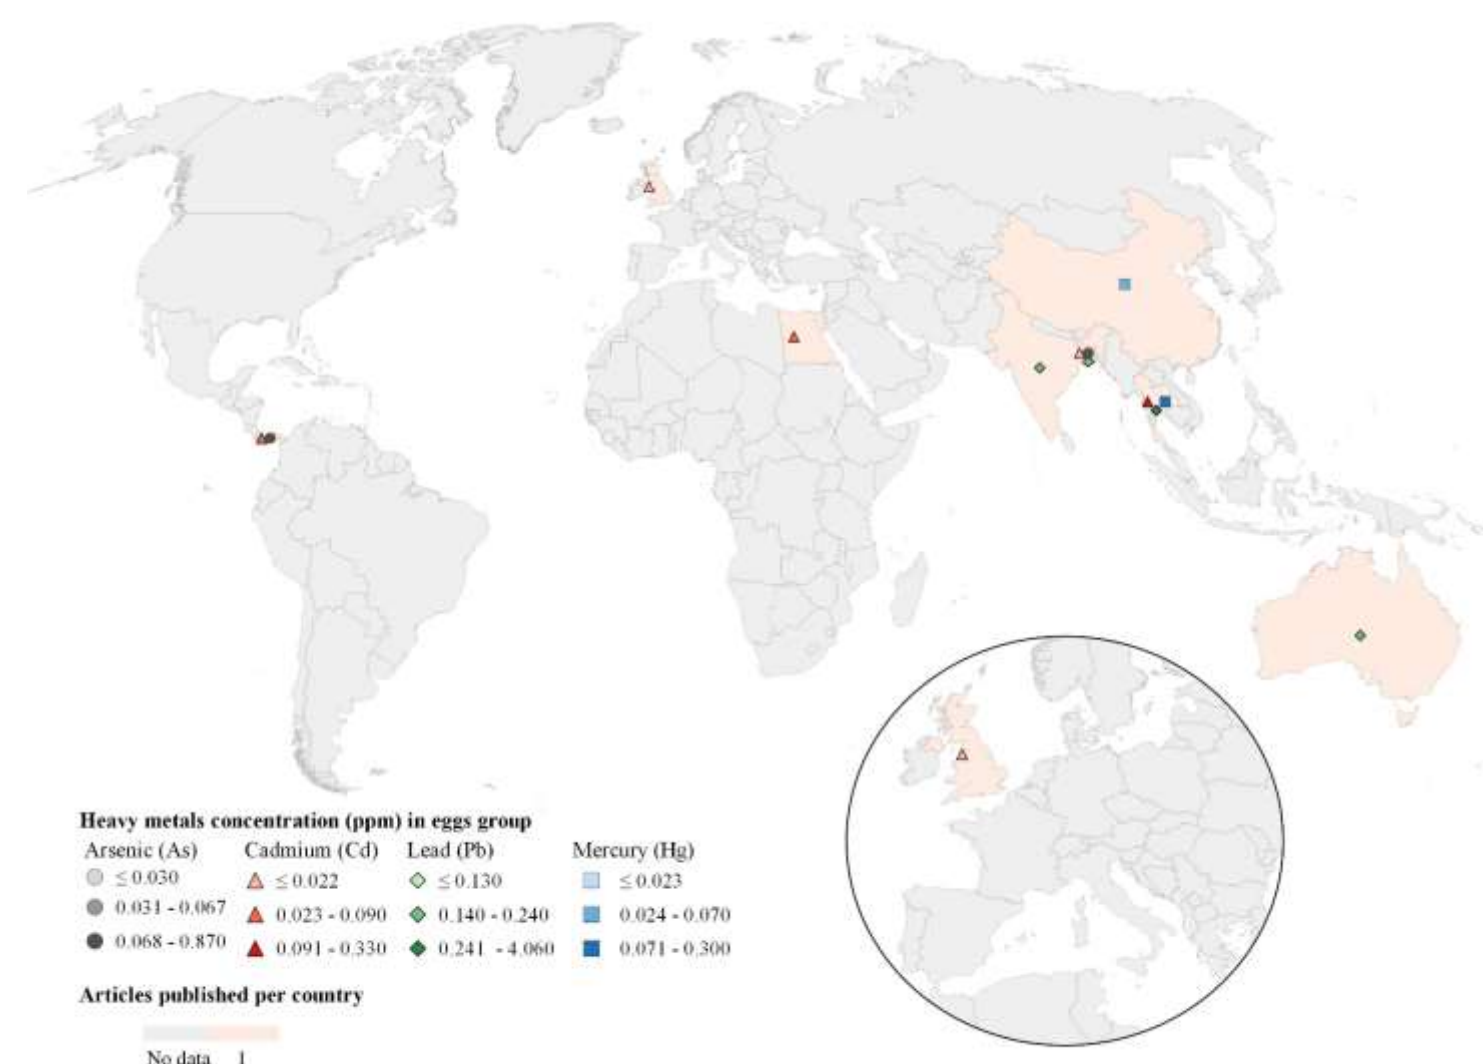 Heavy metals concentration (ppm) in eggs group
Arsenic (As) Cadmium (Cd) Lead (Pb) Mercury (Hg)
≤ 0.030 ≤ 0.022 ≤ 0.130 ≤ 0.023
0.031 - 0.067 0.023 - 0.090 0.140 - 0.240 0.024 - 0.070
0.068 - 0.870 0.091 - 0.330 0.241 - 4.060 0.071 - 0.300
Articles published per country
No data 1